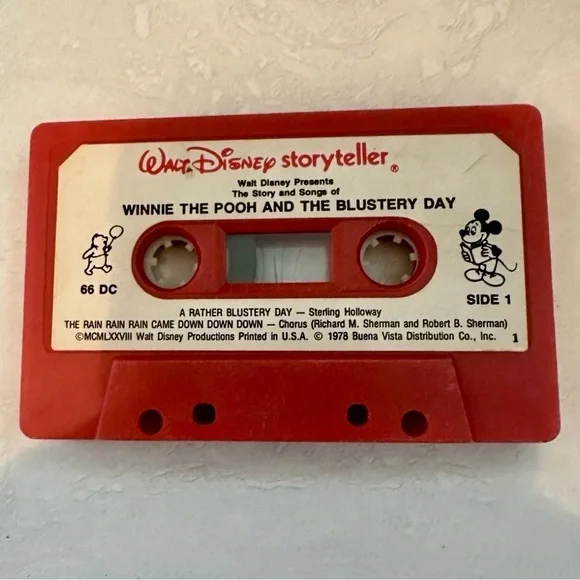 WALT DISNEY storyteller ®
Walt Disney Presents
The Story and Songs of
WINNIE THE POOH AND THE BLUSTERY DAY
66 DC
SIDE 1
A RATHER BLUSTERY DAY — Sterling Holloway
THE RAIN RAIN RAIN CAME DOWN DOWN DOWN — Chorus (Richard M. Sherman and Robert B. Sherman)
©MCMLXXVIII Walt Disney Productions Printed in U.S.A. © 1978 Buena Vista Distribution Co., Inc. 1